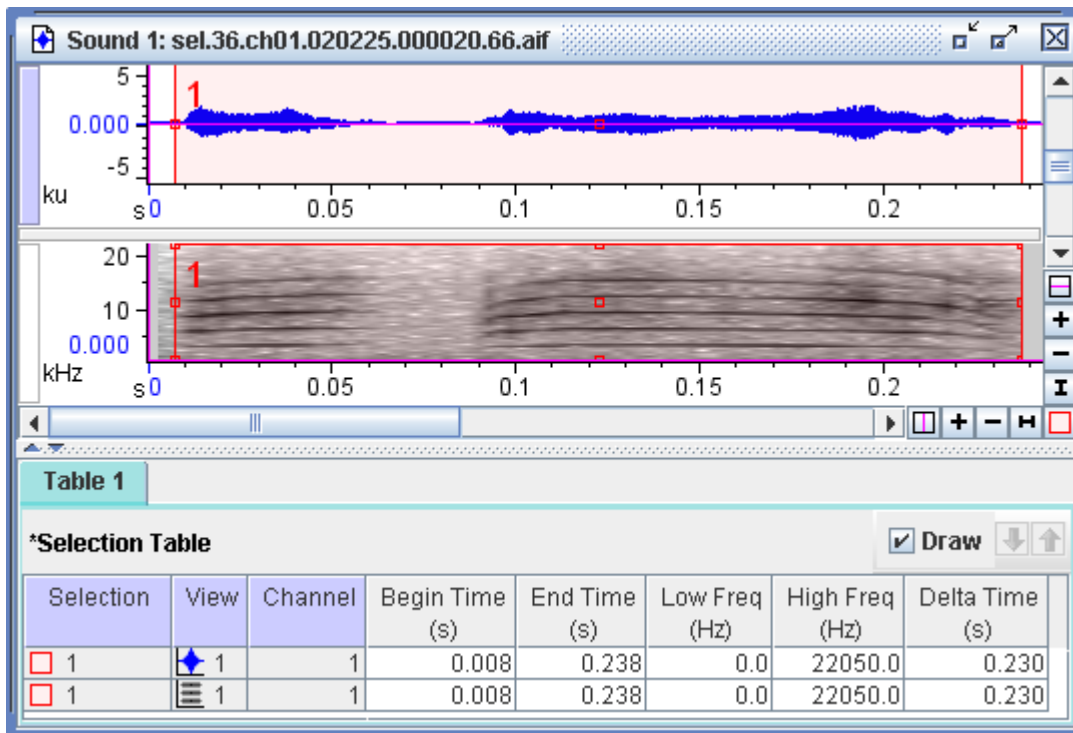 Sound 1: sel.36.ch01.020225.000020.66.aif
5
1
0.000
-5
ku
s 0 0.05 0.1 0.15 0.2
20
1
10
0.000
kHz
s 0 0.05 0.1 0.15 0.2
Table 1
*Selection Table Draw
Selection View Channel Begin Time End Time Low Freq High Freq Delta Time
(s) (s) (Hz) (Hz) (s)
1 1 1 0.008 0.238 0.0 22050.0 0.230
1 1 1 0.008 0.238 0.0 22050.0 0.230